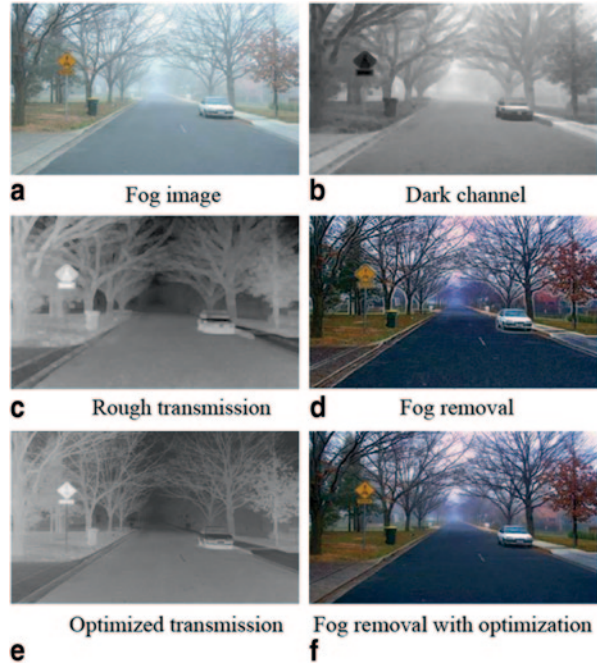 a Fog image
b Dark channel
c Rough transmission
d Fog removal
e Optimized transmission
f Fog removal with optimization